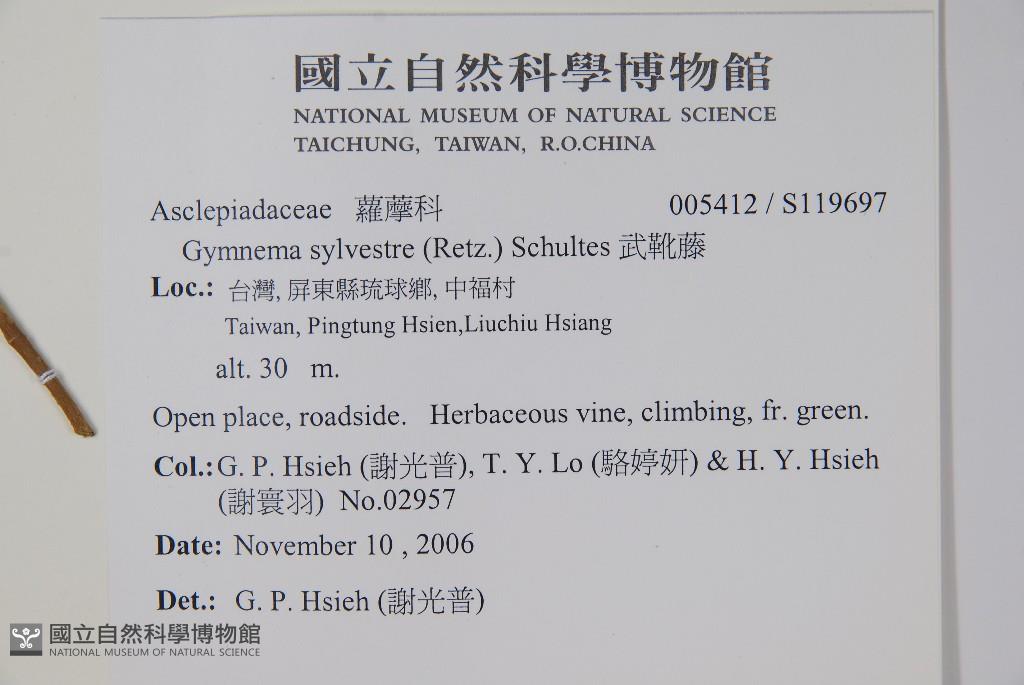 國立自然科學博物館
NATIONAL MUSEUM OF NATURAL SCIENCE
TAICHUNG, TAIWAN, R.O.CHINA
Asclepiadaceae 蘿藦科 005412 / S119697
Gymnema sylvestre (Retz.) Schultes 武靴藤
Loc.: 台灣, 屏東縣琉球鄉, 中福村
Taiwan, Pingtung Hsien,Liuchiu Hsiang
alt. 30 m.
Open place, roadside. Herbaceous vine, climbing, fr. green.
Col.: G. P. Hsieh (謝光普), T. Y. Lo (駱婷妍) & H. Y. Hsieh
(謝寰羽) No.02957
Date: November 10 , 2006
Det.: G. P. Hsieh (謝光普)
國立自然科學博物館
NATIONAL MUSEUM OF NATURAL SCIENCE